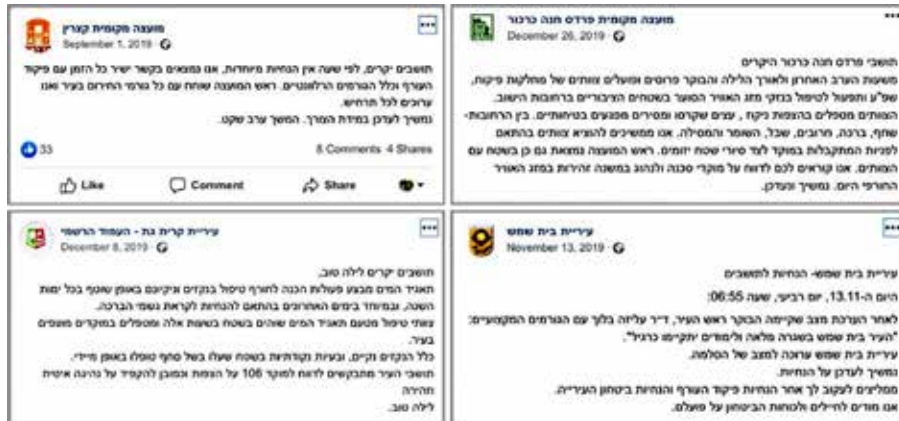 מועצה מקומית קצרין
September 1, 2019
תושבים יקרים, לפי שעה אין הנחיות מיוחדות, אנו נמצאים בקשר ישיר כל הזמן עם פיקוד
העורף וכלל הגורמים הרלוונטיים. ראש המועצה שוחח עם כל גורמי החירום בעיר ואנו
ערוכים לכל תרחיש.
נמשיך לעדכן במידת הצורך. המשך ערב שקט.
33
8 Comments 4 Shares
Like Comment Share
מועצה מקומית פרדס חנה כרכור
December 26, 2019
תושבי פרדס חנה כרכור היקרים
משעות הערב האחרון ולאורך הלילה והבוקר פרוסים ופועלים צוותים של מחלקות פיקוח,
שפ"ע ותפעול לטיפול בנזקי מזג האוויר הסוער בשטחים הציבוריים ברחובות הישוב.
הצוותים מטפלים בהצפות ניקוז, עצים שקרסו ומסירים מפגעים בטיחותיים. בין הרחובות-
שחף, ברכה, חרובים, שבל, השומר והמסילה. אנו ממשיכים להוציא צוותים בהתאם
לפניות המתקבלות במוקד לצד סיורי שטח יזומים. ראש המועצה נמצאת גם כן בשטח עם
הצוותים. אנו קוראים לכם לדווח על מוקדי סכנה ולנהוג במשנה זהירות במזג האוויר
החורפי היום. נמשיך ונעדכן.
עיריית קרית גת - העמוד הרשמי
December 8, 2019
תושבים יקרים לילה טוב,
תאגיד המים מבצע פעולות הכנה לחורף טיפול בנקזים וניקוים באופן שוטף בכל ימות
השנה, ובמיוחד בימים האחרונים בהתאם להנחיות לקראת גשמי הברכה.
צוותי טיפול מטעם תאגיד המים שוהים בשטח בשעות אלה ומטפלים במוקדים מוצפים
בעיר.
כלל הנקזים נקיים, ובעיות נקודתיות בשטח שעלו בשל סחף טופלו באופן מיידי.
תושבי העיר מתבקשים לדווח למוקד 106 על הצפות וכמובן להקפיד על נהיגה איטית
וזהירה
לילה טוב.
עיריית בית שמש
November 13, 2019
עיריית בית שמש- הנחיות לתושבים
היום ה-13.11, יום רביעי, שעה 06:55:
לאחר הערכת מצב שקיימה הבוקר ראש העיר, ד"ר עליזה בלוך עם הגורמים המקצועיים:
"העיר בית שמש בשגרה מלאה ולימודים יתקיימו כרגיל".
עיריית בית שמש ערוכה למצב של הסלמה.
נמשיך לעדכן על הנחיות.
ממליצים לעקוב לך אחר הנחיות פיקוד העורף והנחיות ביטחון העירייה.
אנו מודים לחיילים ולכוחות הביטחון על פועלם.